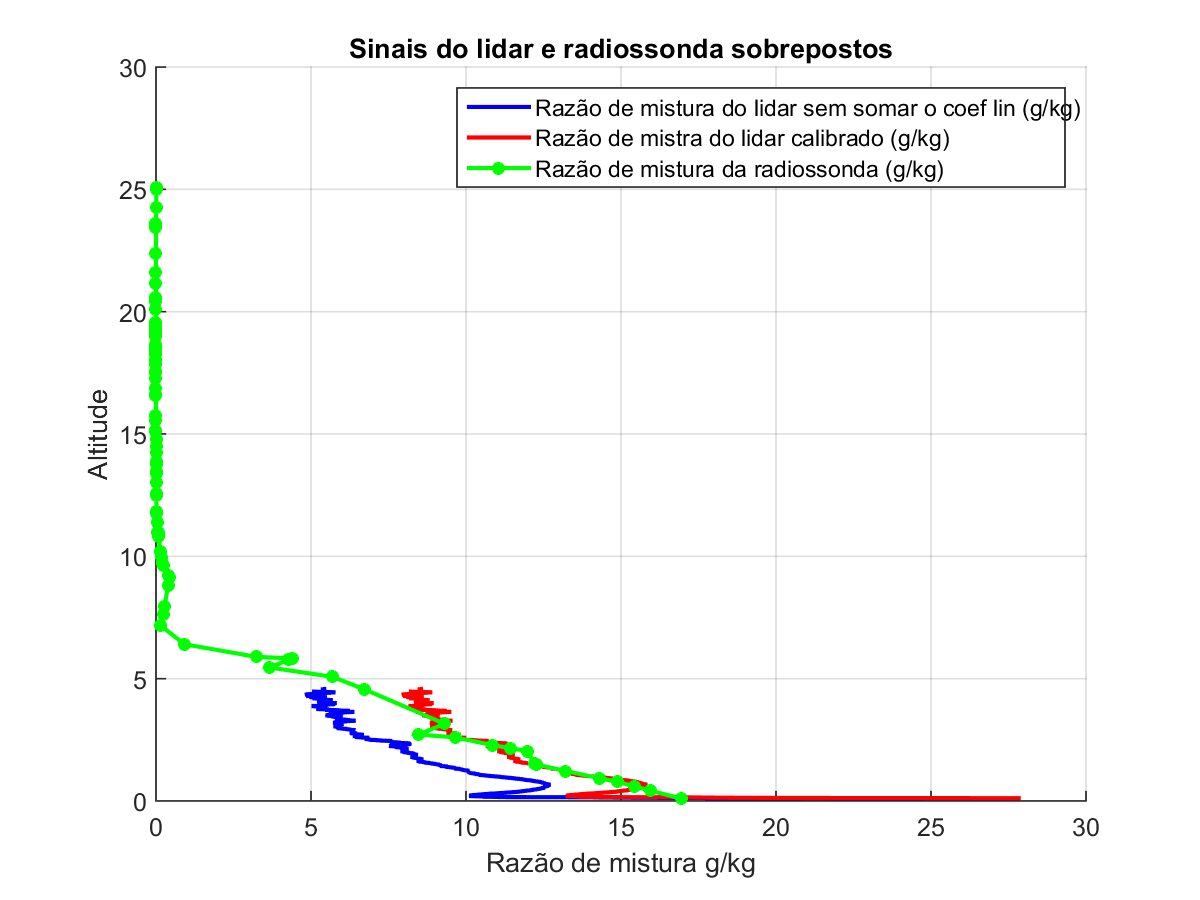 Sinais do lidar e radiossonda sobrepostos
30
Razão de mistura do lidar sem somar o coef lin (g/kg)
Razão de mistra do lidar calibrado (g/kg)
Razão de mistura da radiossonda (g/kg)
25
20
15
10
5
0
Altitude
0 5 10 15 20 25 30
Razão de mistura g/kg